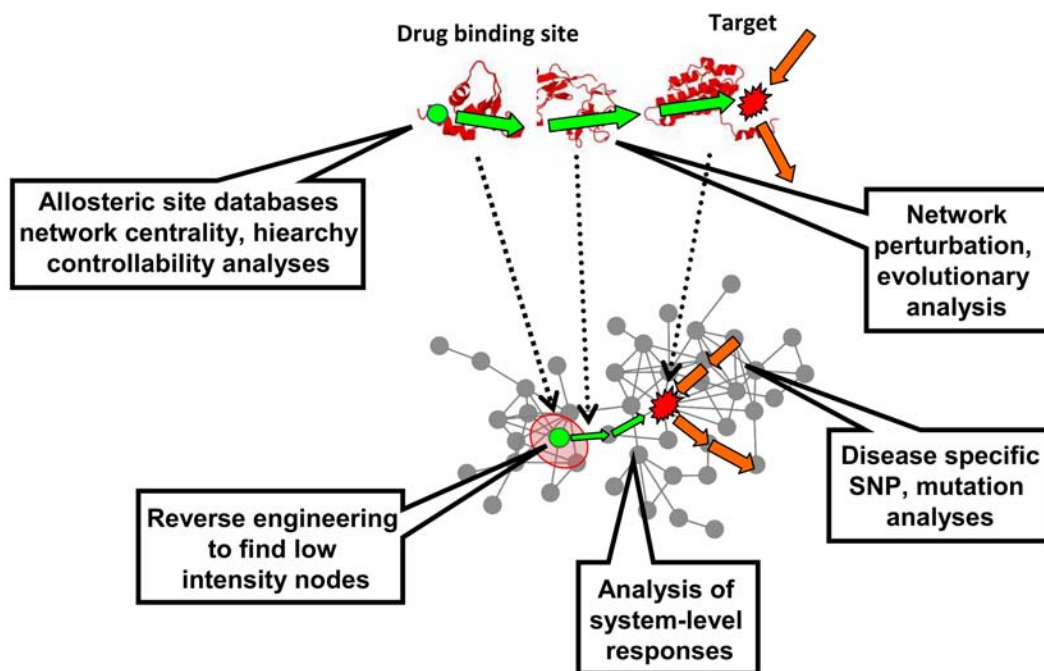 Drug binding site
Target
Allosteric site databases
network centrality, hiearchy
controllability analyses
Network
perturbation,
evolutionary
analysis
Reverse engineering
to find low
intensity nodes
Analysis of
system-level
responses
Disease specific
SNP, mutation
analyses